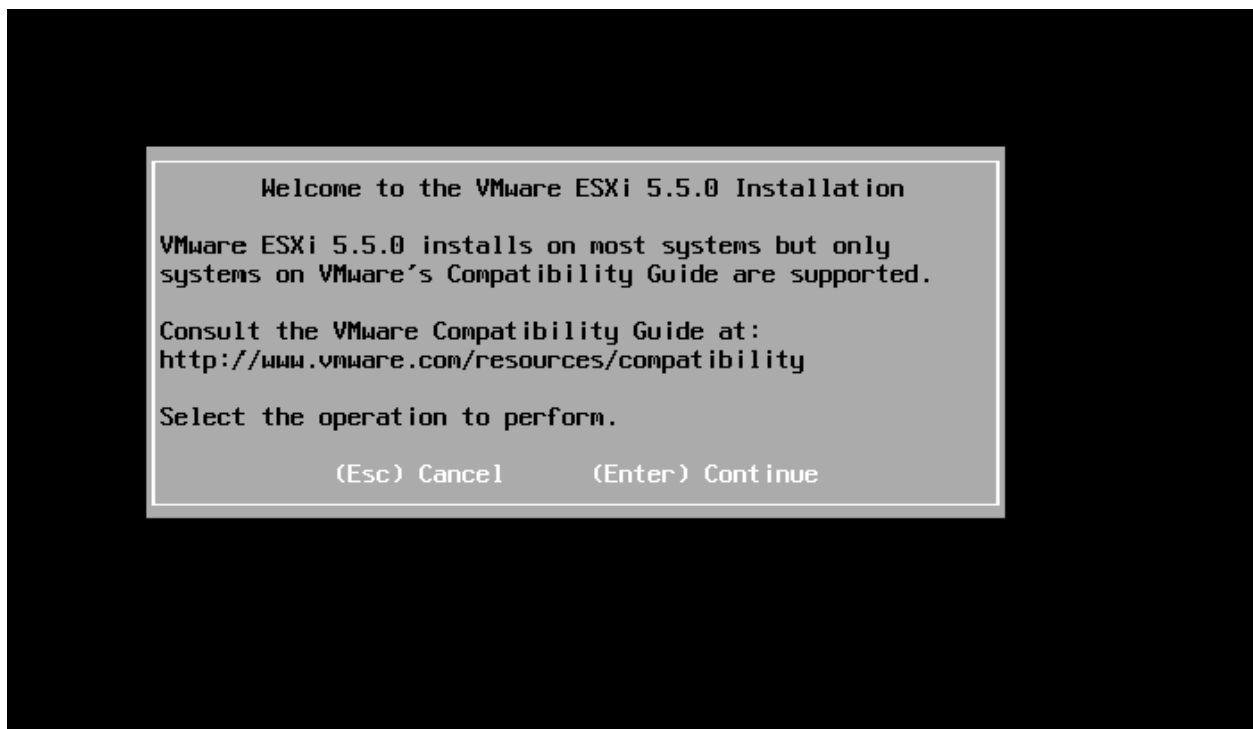 Welcome to the VMware ESXi 5.5.0 Installation
VMware ESXi 5.5.0 installs on most systems but only
systems on VMware's Compatibility Guide are supported.
Consult the VMware Compatibility Guide at:
http://www.vmware.com/resources/compatibility
Select the operation to perform.
(Esc) Cancel (Enter) Continue